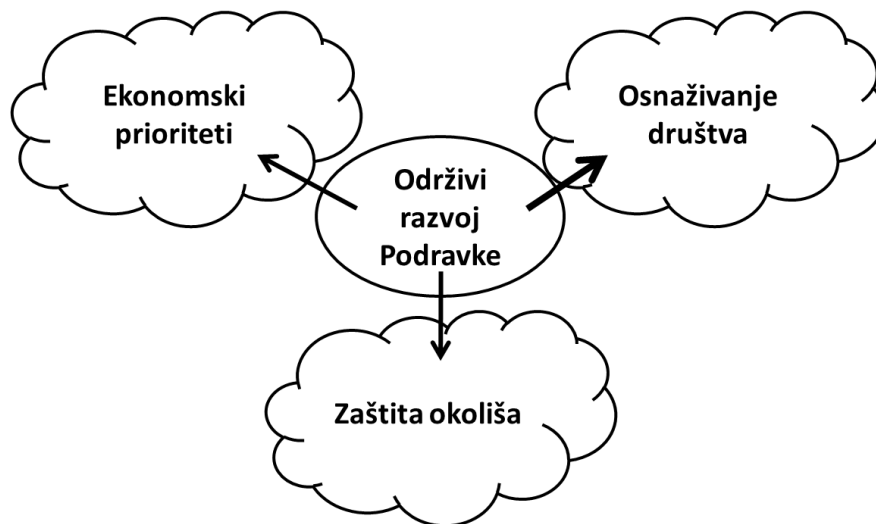 Ekonomski
prioriteti
Osnaživanje
društva
Održivi
razvoj
Podravke
Zaštita okoliša